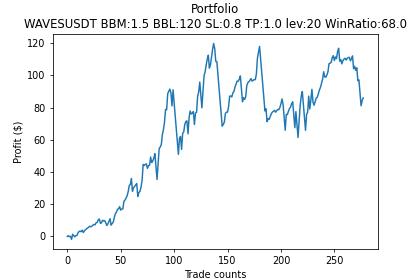 Portfolio
WAVESUSDT BBM:1.5 BBL:120 SL:0.8 TP:1.0 lev:20 WinRatio:68.0
120
100
80
60
40
20
0
Profit ($)
0 50 100 150 200 250
Trade counts